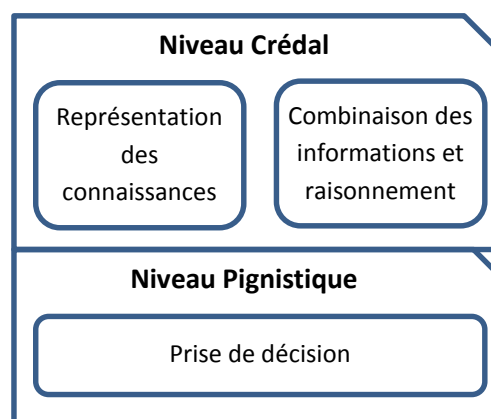 Niveau Crédal
Représentation
des
connaissances
Combinaison des
informations et
raisonnement
Niveau Pignistique
Prise de décision